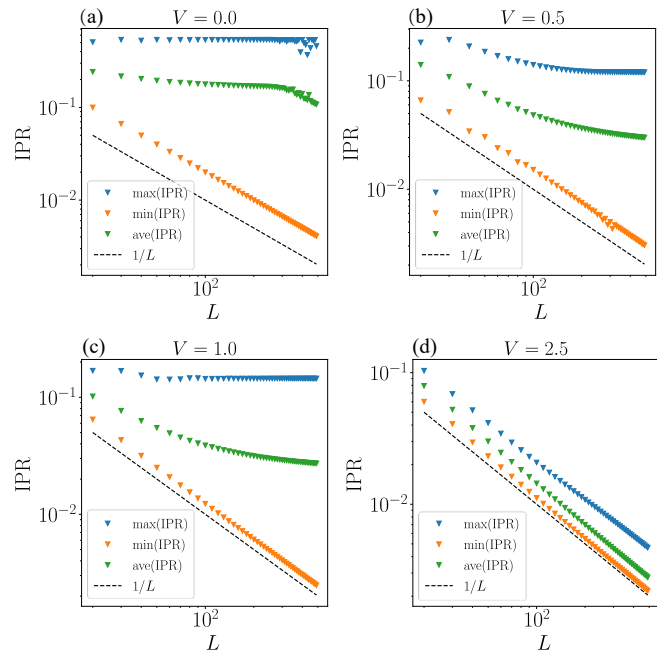 (a) V = 0.0
IPR
10^{-1}
10^{-2}
max(IPR)
min(IPR)
ave(IPR)
1/L
10^2
L
(b) V = 0.5
IPR
10^{-1}
10^{-2}
max(IPR)
min(IPR)
ave(IPR)
1/L
10^2
L
(c) V = 1.0
IPR
10^{-1}
10^{-2}
max(IPR)
min(IPR)
ave(IPR)
1/L
10^2
L
(d) V = 2.5
IPR
10^{-1}
10^{-2}
max(IPR)
min(IPR)
ave(IPR)
1/L
10^2
L